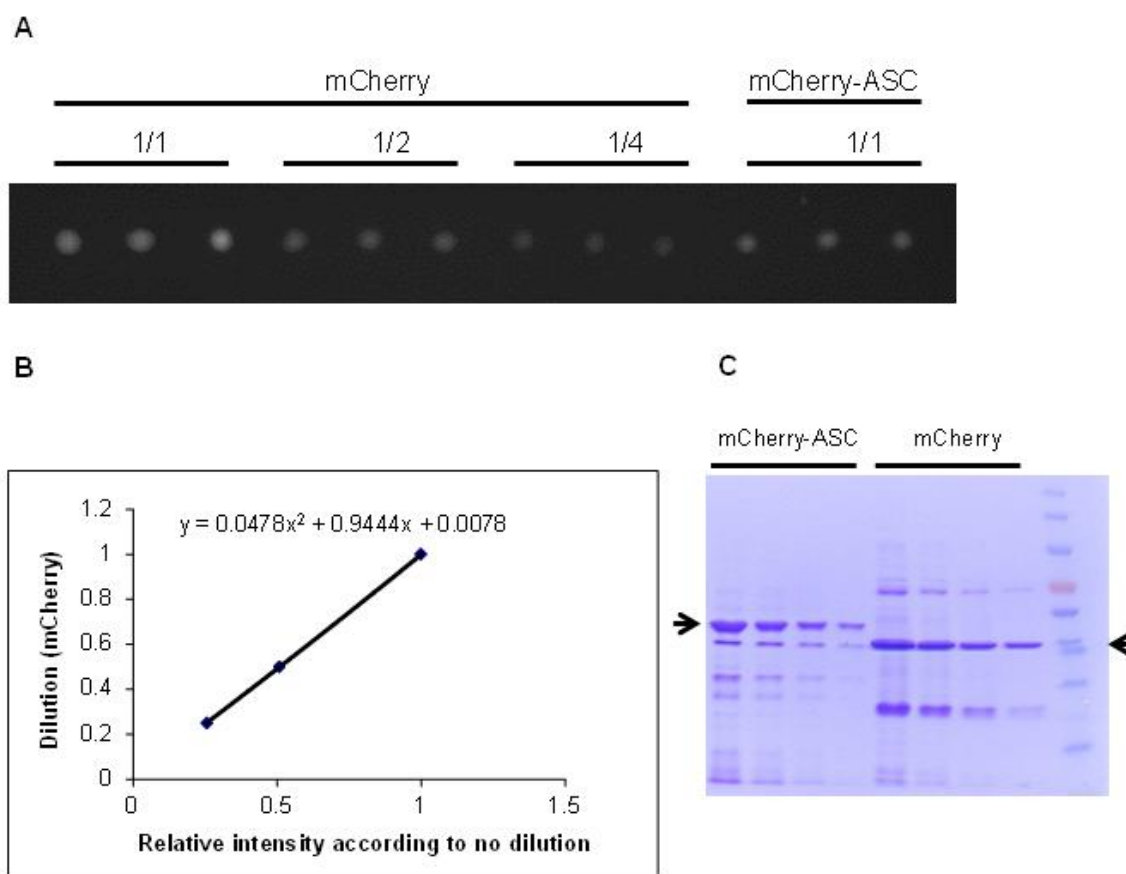 A
mCherry mCherry-ASC
1/1 1/2 1/4 1/1
B
C
mCherry-ASC mCherry
1.2
y = 0.0478x² + 0.9444x + 0.0078
1
0.8
0.6
0.4
0.2
0
Dilution (mCherry)
0 0.5 1 1.5
Relative intensity according to no dilution